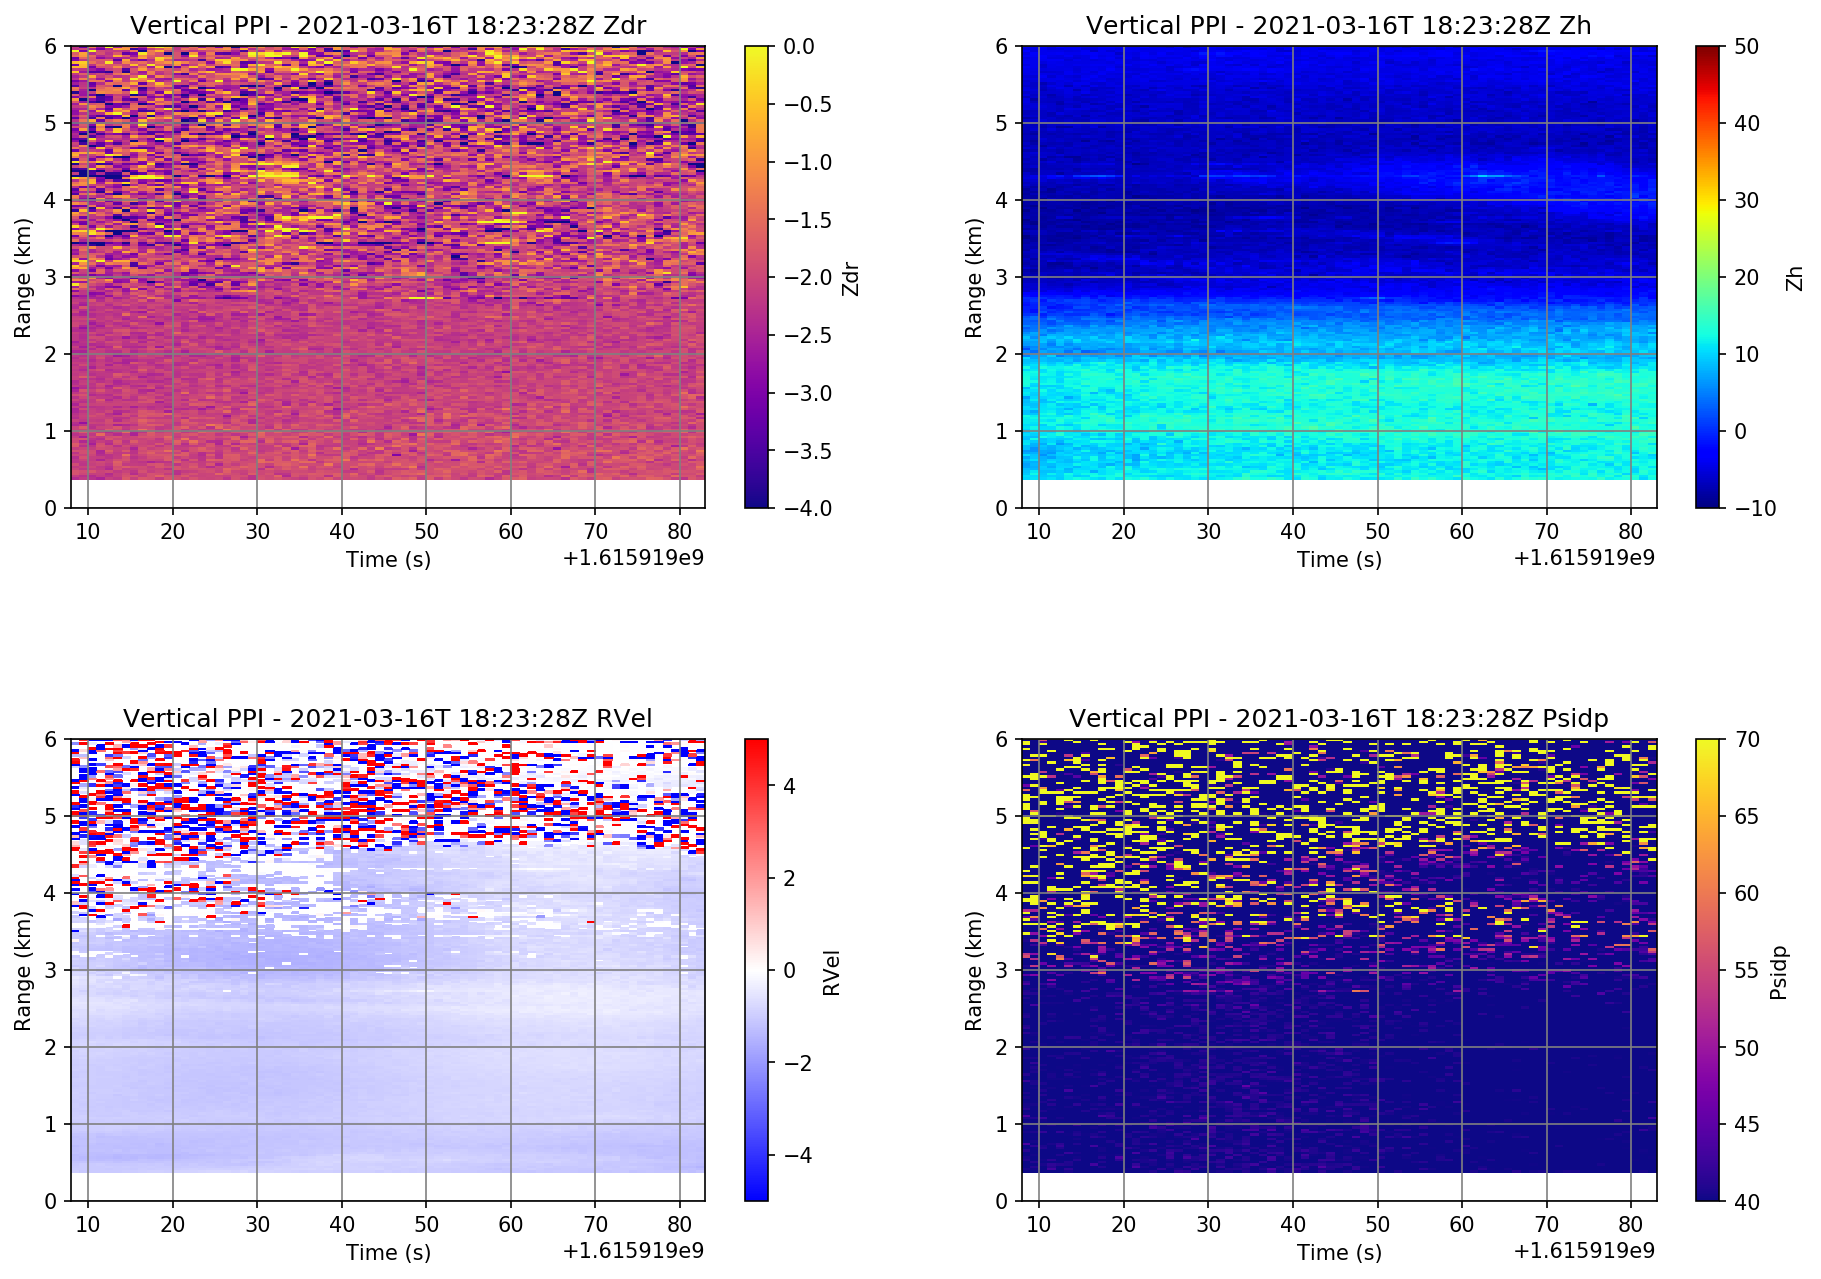 Vertical PPI - 2021-03-16T 18:23:28Z Zdr
6
5
4
3
2
1
0
Range (km)
10 20 30 40 50 60 70 80
Time (s)
+1.615919e9
0.0
−0.5
−1.0
−1.5
−2.0
−2.5
−3.0
−3.5
−4.0
Zdr
Vertical PPI - 2021-03-16T 18:23:28Z Zh
6
5
4
3
2
1
0
Range (km)
10 20 30 40 50 60 70 80
Time (s)
+1.615919e9
50
40
30
20
10
0
−10
Zh
Vertical PPI - 2021-03-16T 18:23:28Z RVel
6
5
4
3
2
1
0
Range (km)
10 20 30 40 50 60 70 80
Time (s)
+1.615919e9
4
2
0
−2
−4
RVel
Vertical PPI - 2021-03-16T 18:23:28Z Psidp
6
5
4
3
2
1
0
Range (km)
10 20 30 40 50 60 70 80
Time (s)
+1.615919e9
70
65
60
55
50
45
40
Psidp